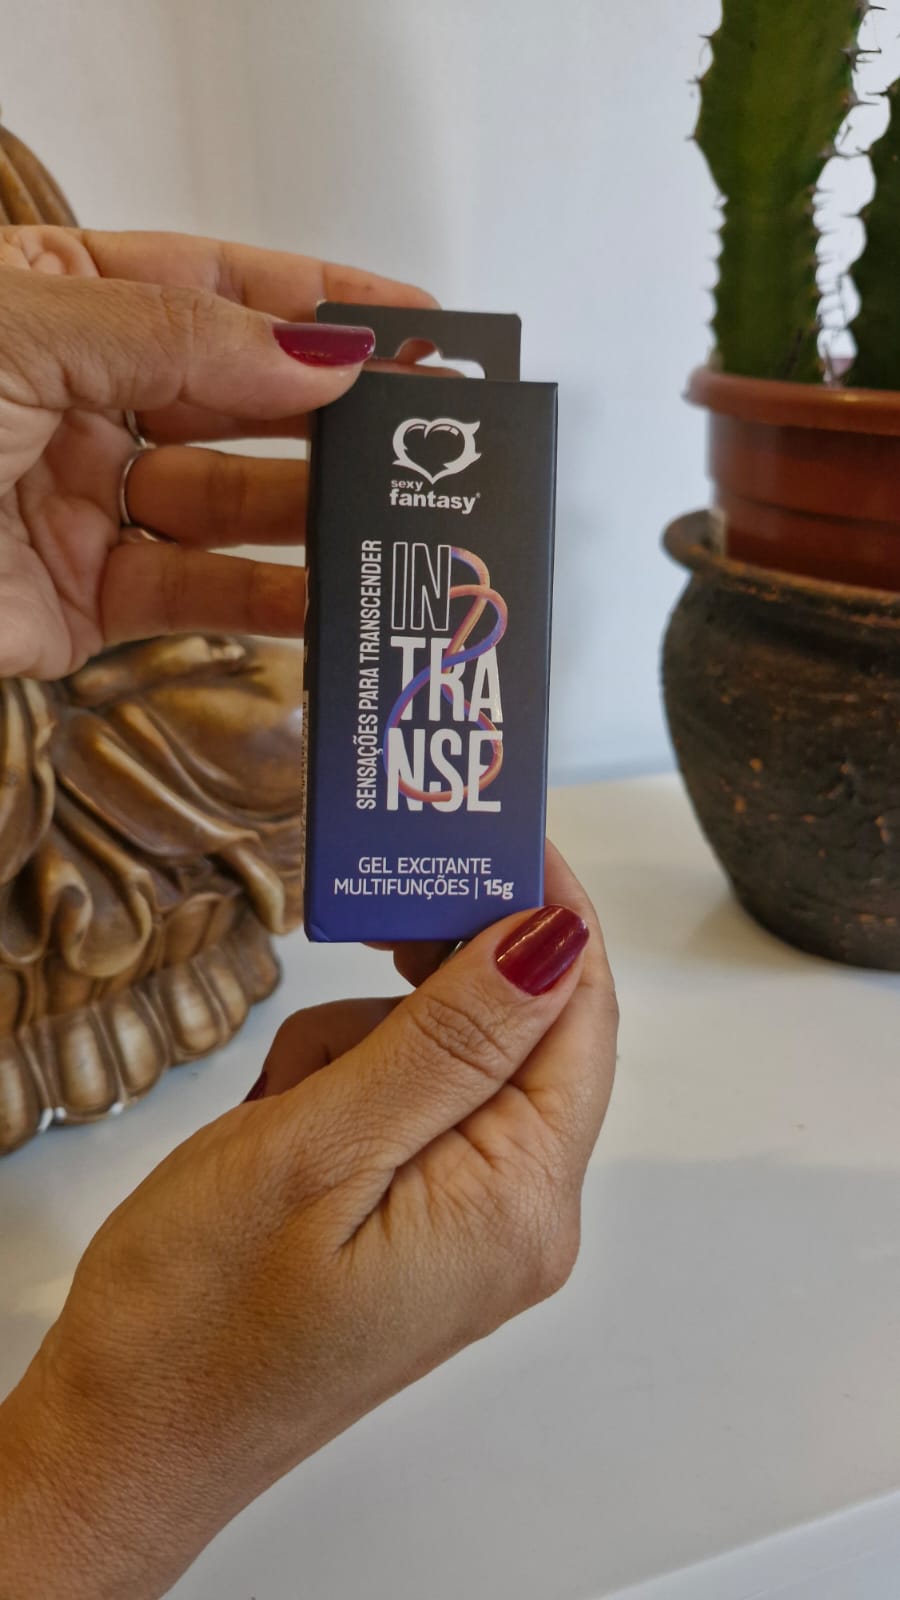 sexy
fantasy®
SENSAÇÕES PARA TRANSCENDER
IN
TRA
NSE
GEL EXCITANTE
MULTIFUNÇÕES | 15g